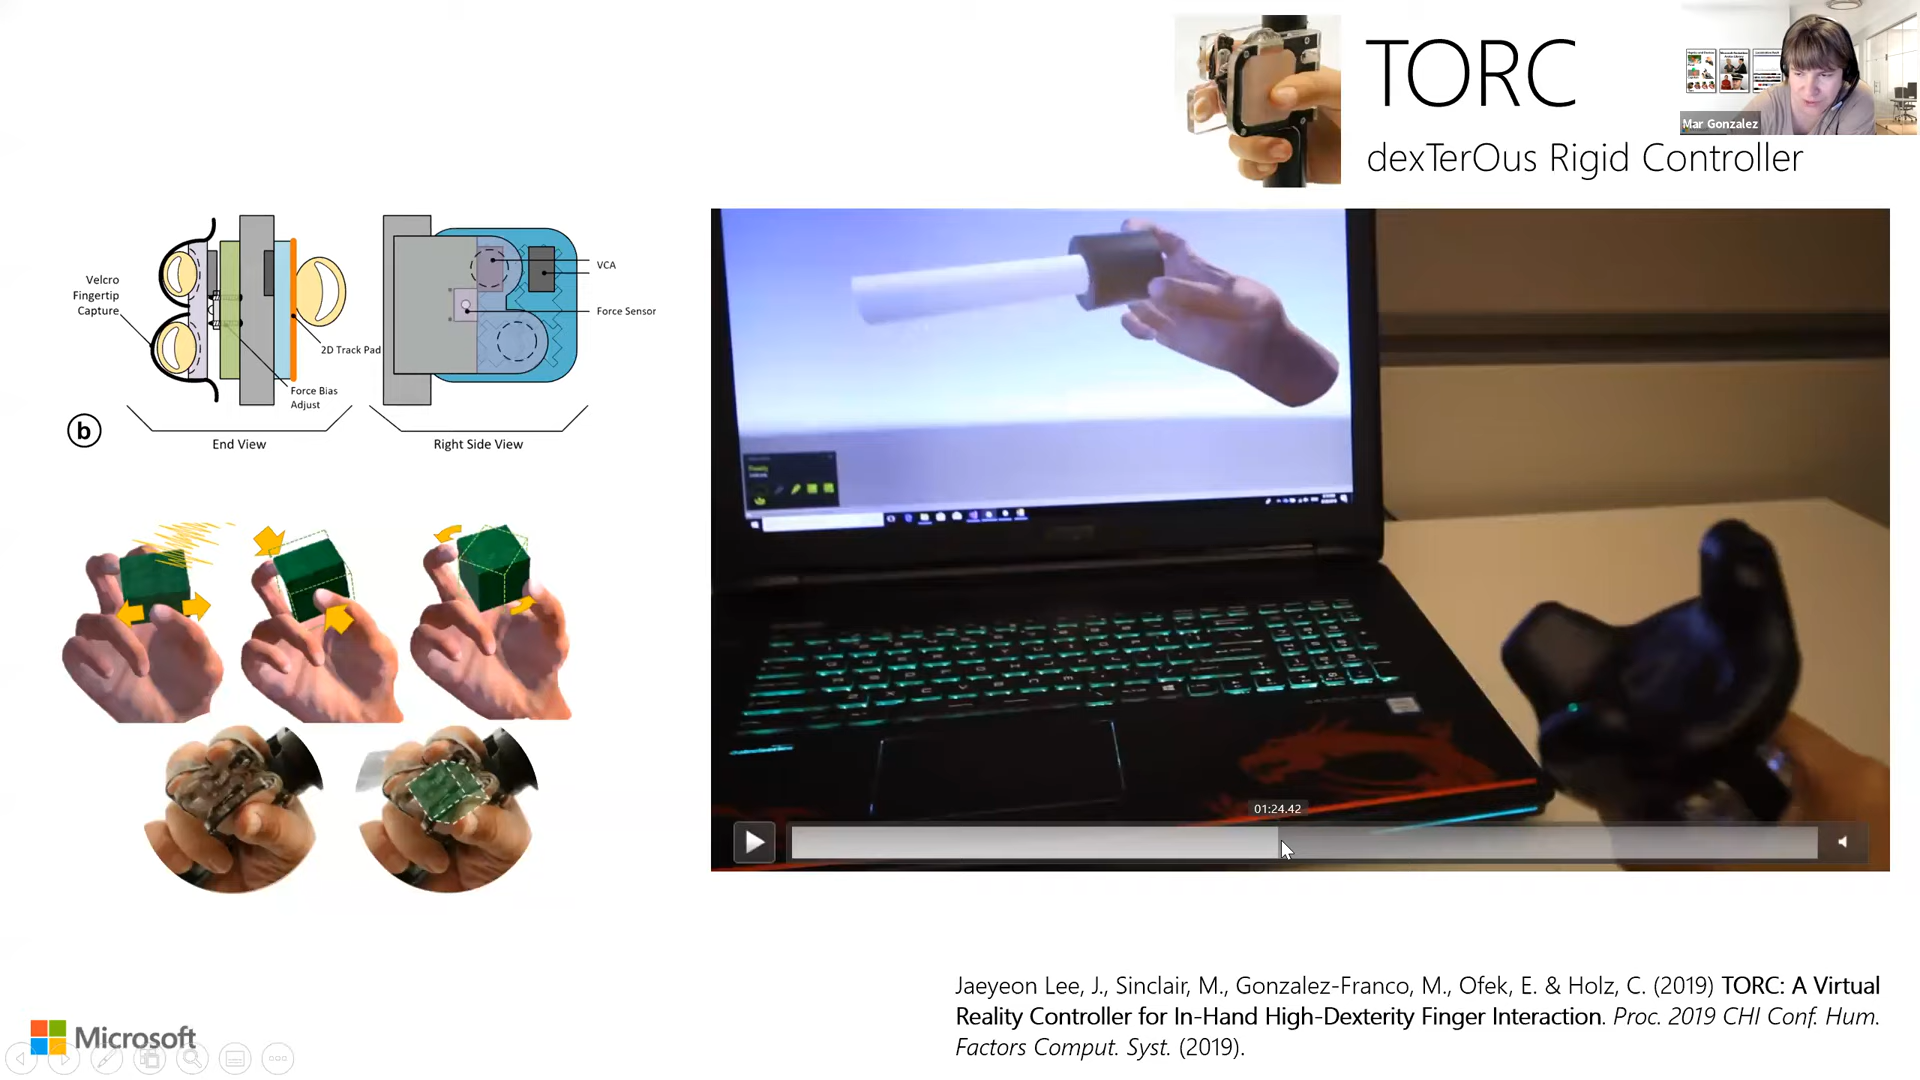 TORC
dexTerOus Rigid Controller
Mar Gonzalez
Velcro
Fingertip
Capture
2D Track Pad
Force Bias
Adjust
VCA
Force Sensor
b
End View
Right Side View
01:24.42
Jaeyeon Lee, J., Sinclair, M., Gonzalez-Franco, M., Ofek, E. & Holz, C. (2019) TORC: A Virtual
Reality Controller for In-Hand High-Dexterity Finger Interaction. Proc. 2019 CHI Conf. Hum.
Factors Comput. Syst. (2019).
Microsoft